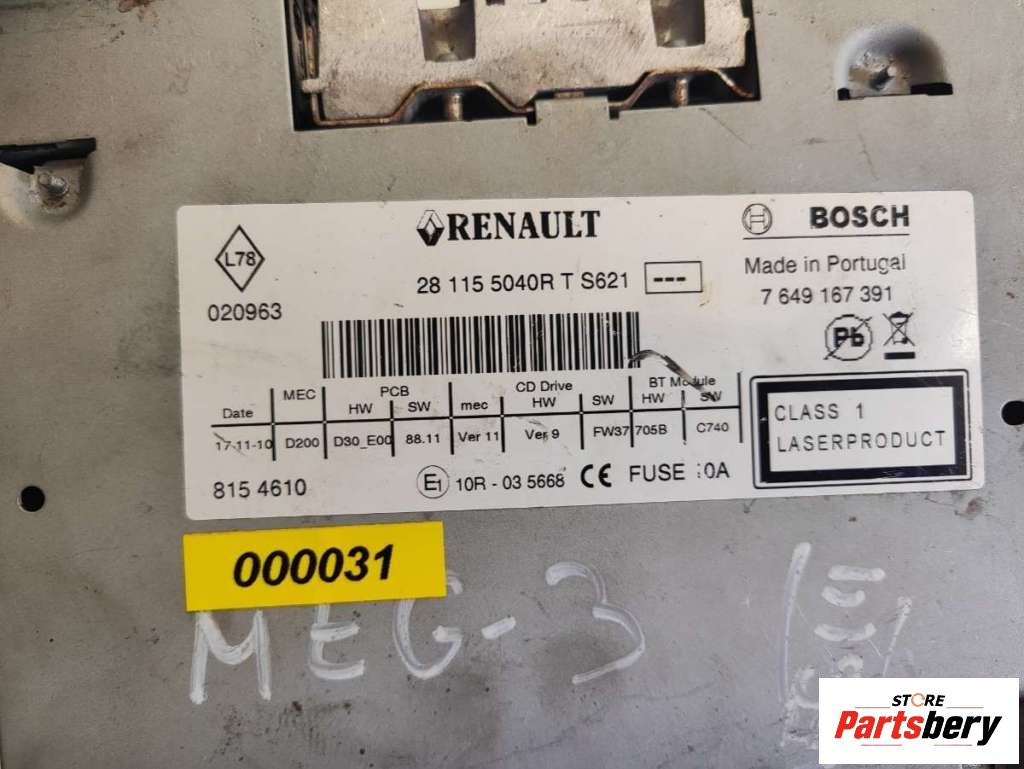 L78
020963
RENAULT
28 115 5040R T S621
---
BOSCH
Made in Portugal
7 649 167 391
Pb
MEC PCB CD Drive BT Module
Date HW SW mec HW SW HW SW
17-11-10 D200 D30_E00 88.11 Ver 11 Ver 9 FW37 705B C740
815 4610
E1 10R - 03 5668 CE FUSE 0A
CLASS 1
LASERPRODUCT
000031
MEG-3
STORE
Partsbery